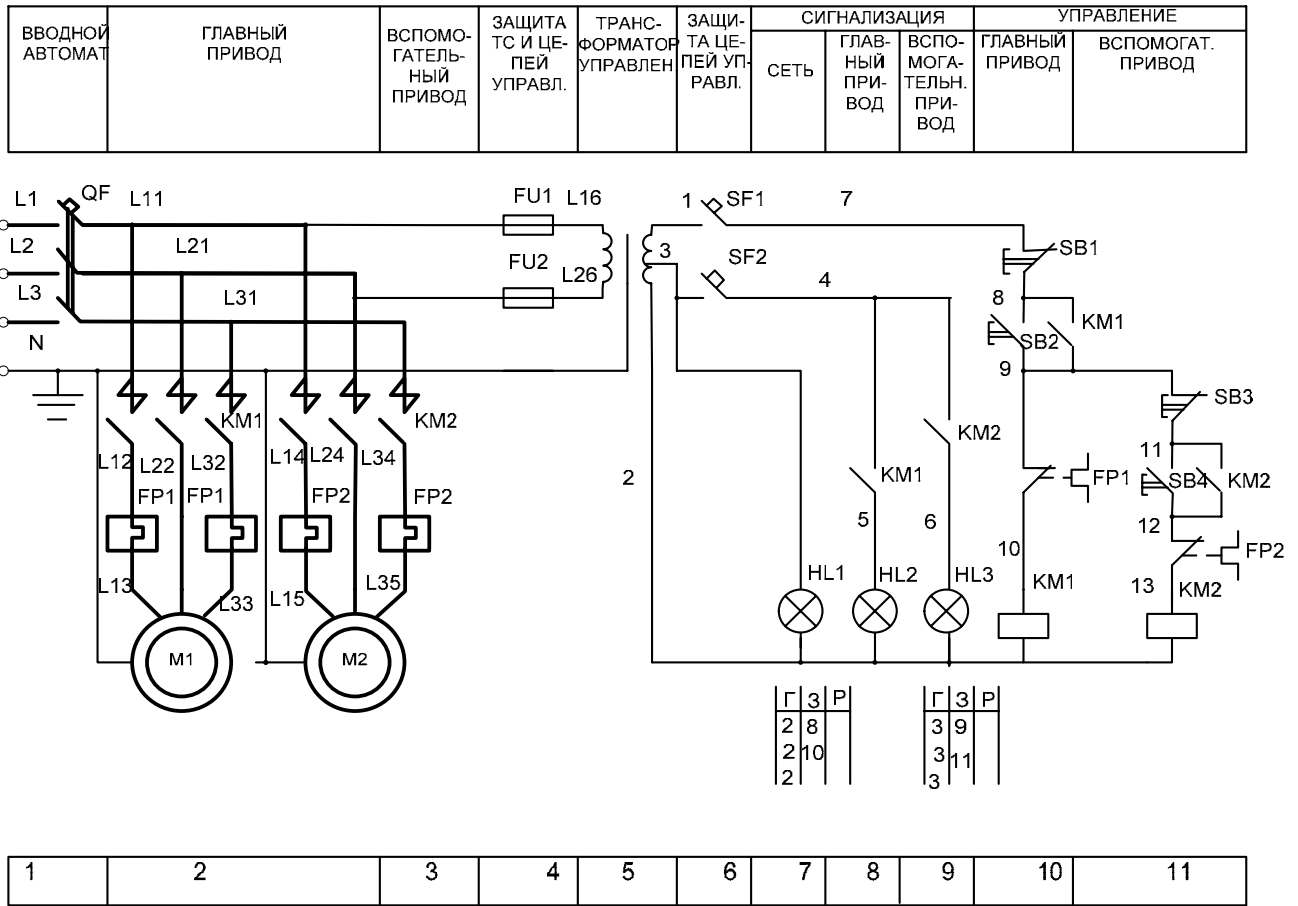 ВВОДНОЙ
АВТОМАТ
ГЛАВНЫЙ
ПРИВОД
ВСПОМО-
ГАТЕЛЬ-
НЫЙ
ПРИВОД
ЗАЩИТА
ТС И ЦЕ-
ПЕЙ
УПРАВЛ.
ТРАНС-
ФОРМАТОР
УПРАВЛЕН
ЗАЩИ-
ТА ЦЕ-
ПЕЙ УП-
РАВЛ.
СИГНАЛИЗАЦИЯ
СЕТЬ
ГЛАВ-
НЫЙ
ПРИ-
ВОД
ВСПО-
МОГА-
ТЕЛЬН.
ПРИ-
ВОД
УПРАВЛЕНИЕ
ГЛАВНЫЙ
ПРИВОД
ВСПОМОГАТ.
ПРИВОД
L1 QF L11 FU1 L16 1 SF1 7
L2 L21 FU2 L26 3 SF2 4 SB1
L3 L31 8 KM1
N SB2
9
SB3
KM1 KM2 KM2
L12 L22 L32 L14 L24 L34 11
2 KM1 FP1 SB4 KM2
FP1 FP1 FP2 FP2
5 6 12
10 FP2
L13 L33 L15 L35 HL1 HL2 HL3 KM1 13 KM2
M1 M2
Г З Р
2 8
2 10
2
Г З Р
3 9
3 11
3
1 2 3 4 5 6 7 8 9 10 11